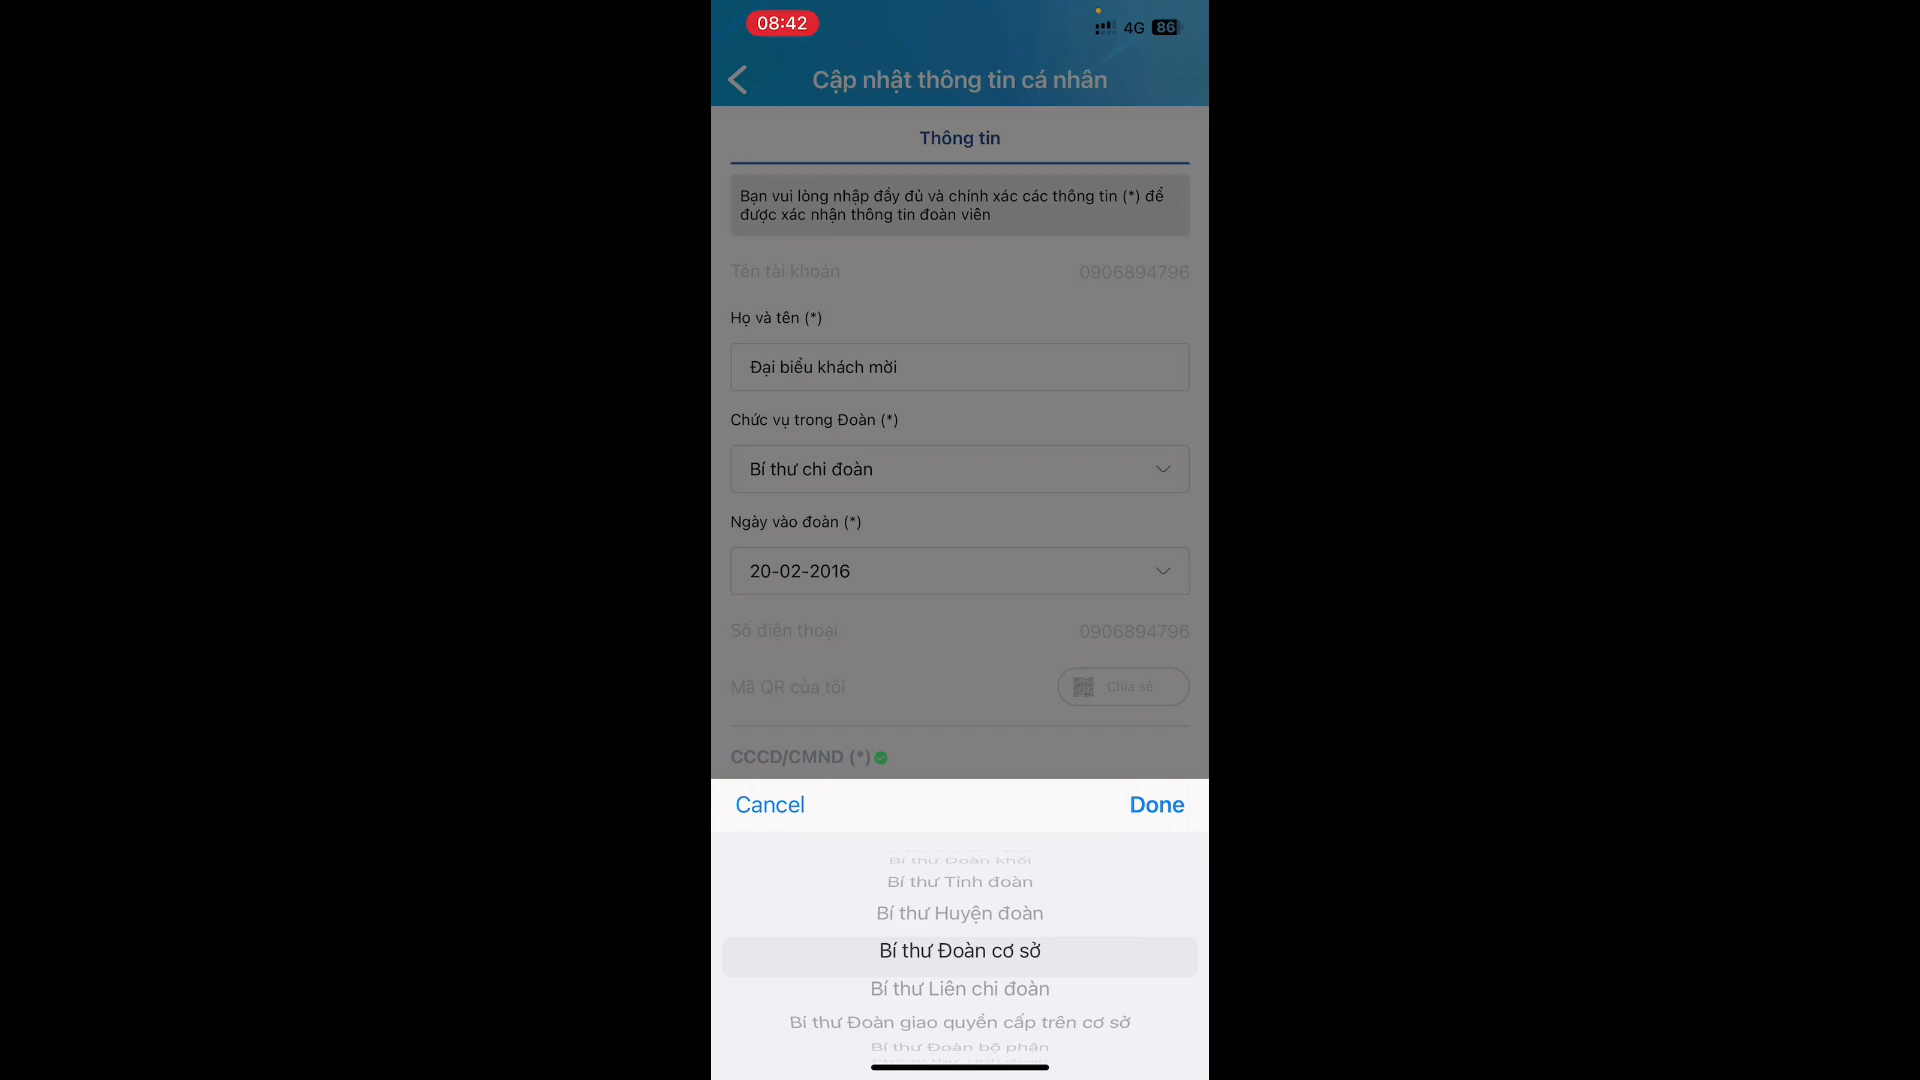 08:42
4G 86
Cập nhật thông tin cá nhân
Thông tin
Bạn vui lòng nhập đầy đủ và chính xác các thông tin (*) để
được xác nhận thông tin đoàn viên
Tên tài khoản 0906894796
Họ và tên (*)
Đại biểu khách mời
Chức vụ trong Đoàn (*)
Bí thư chi đoàn
Ngày vào đoàn (*)
20-02-2016
Số điện thoại 0906894796
Mã QR của tôi Chia sẻ
CCCD/CMND (*)
Cancel Done
Bí thư Đoàn khối
Bí thư Tỉnh đoàn
Bí thư Huyện đoàn
Bí thư Đoàn cơ sở
Bí thư Liên chi đoàn
Bí thư Đoàn giao quyền cấp trên cơ sở
Bí thư Đoàn bộ phận